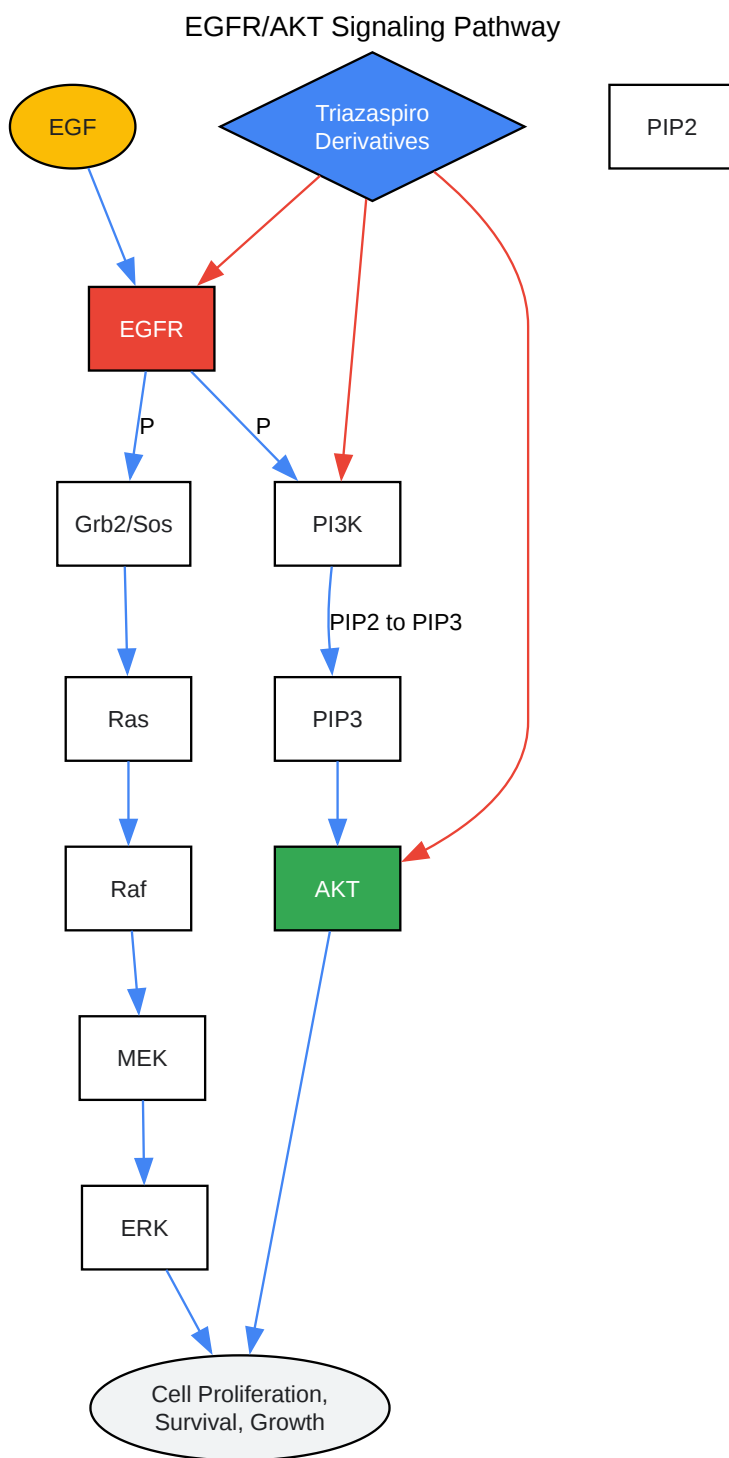 EGFR/AKT Signaling Pathway
EGF
Triazaspiro
Derivatives
PIP2
EGFR
P
P
Grb2/Sos
PI3K
PIP2 to PIP3
Ras
PIP3
Raf
AKT
MEK
ERK
Cell Proliferation,
Survival, Growth